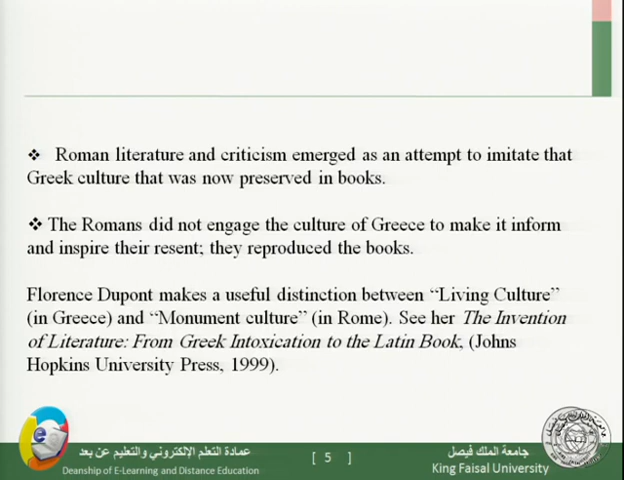 ❖ Roman literature and criticism emerged as an attempt to imitate that
Greek culture that was now preserved in books.
❖ The Romans did not engage the culture of Greece to make it inform
and inspire their resent; they reproduced the books.
Florence Dupont makes a useful distinction between “Living Culture”
(in Greece) and “Monument culture” (in Rome). See her The Invention
of Literature: From Greek Intoxication to the Latin Book, (Johns
Hopkins University Press, 1999).
عمادة التعلم الإلكتروني والتعليم عن بعد
Deanship of E-Learning and Distance Education
[ 5 ]
جامعة الملك فيصل
King Faisal University